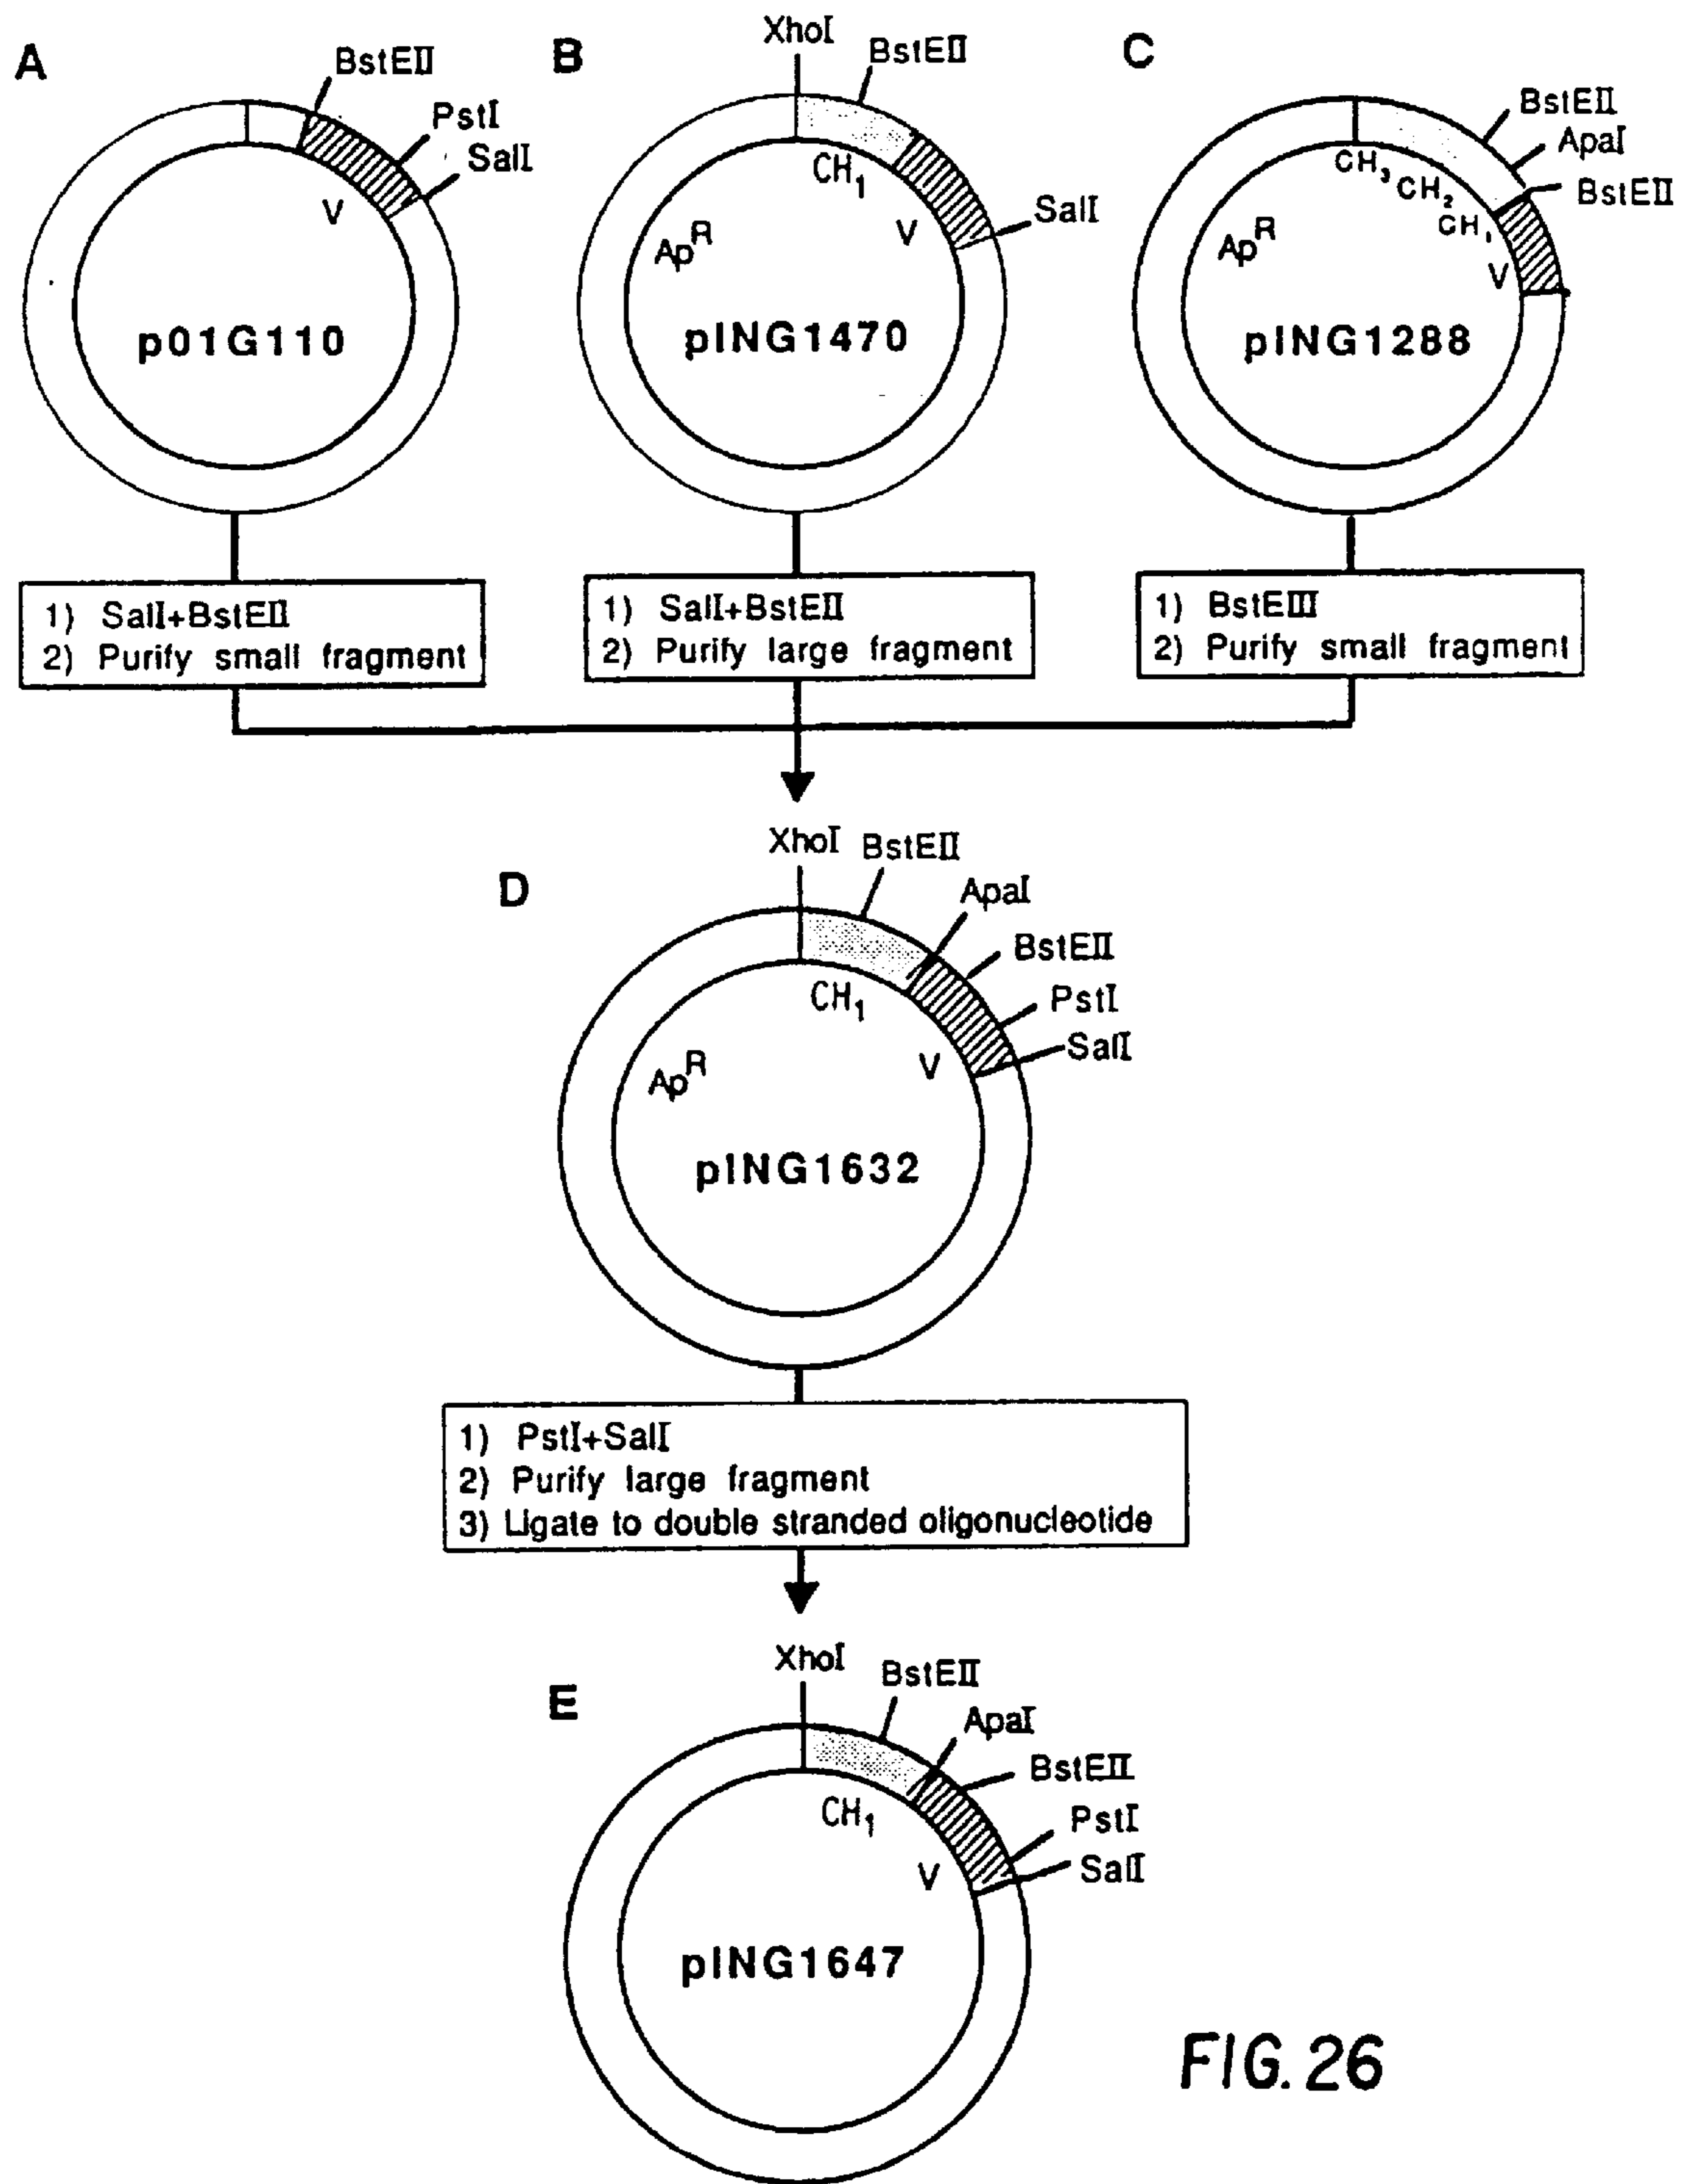 A
BstEII
PstI
SalI
V
p01G110
B
XhoI
BstEII
CH1
SalI
V
ApR
pING1470
C
BstEII
ApaI
BstEII
CH3
CH2
CH1
V
ApR
pING1288
1) SalI+BstEII
2) Purify small fragment
1) SalI+BstEII
2) Purify large fragment
1) BstEIII
2) Purify small fragment
D
XhoI
BstEII
ApaI
BstEII
PstI
SalI
CH1
V
ApR
pING1632
1) PstI+SalI
2) Purify large fragment
3) Ligate to double stranded oligonucleotide
E
XhoI
BstEII
ApaI
BstEII
PstI
SalI
CH1
V
pING1647
FIG. 26